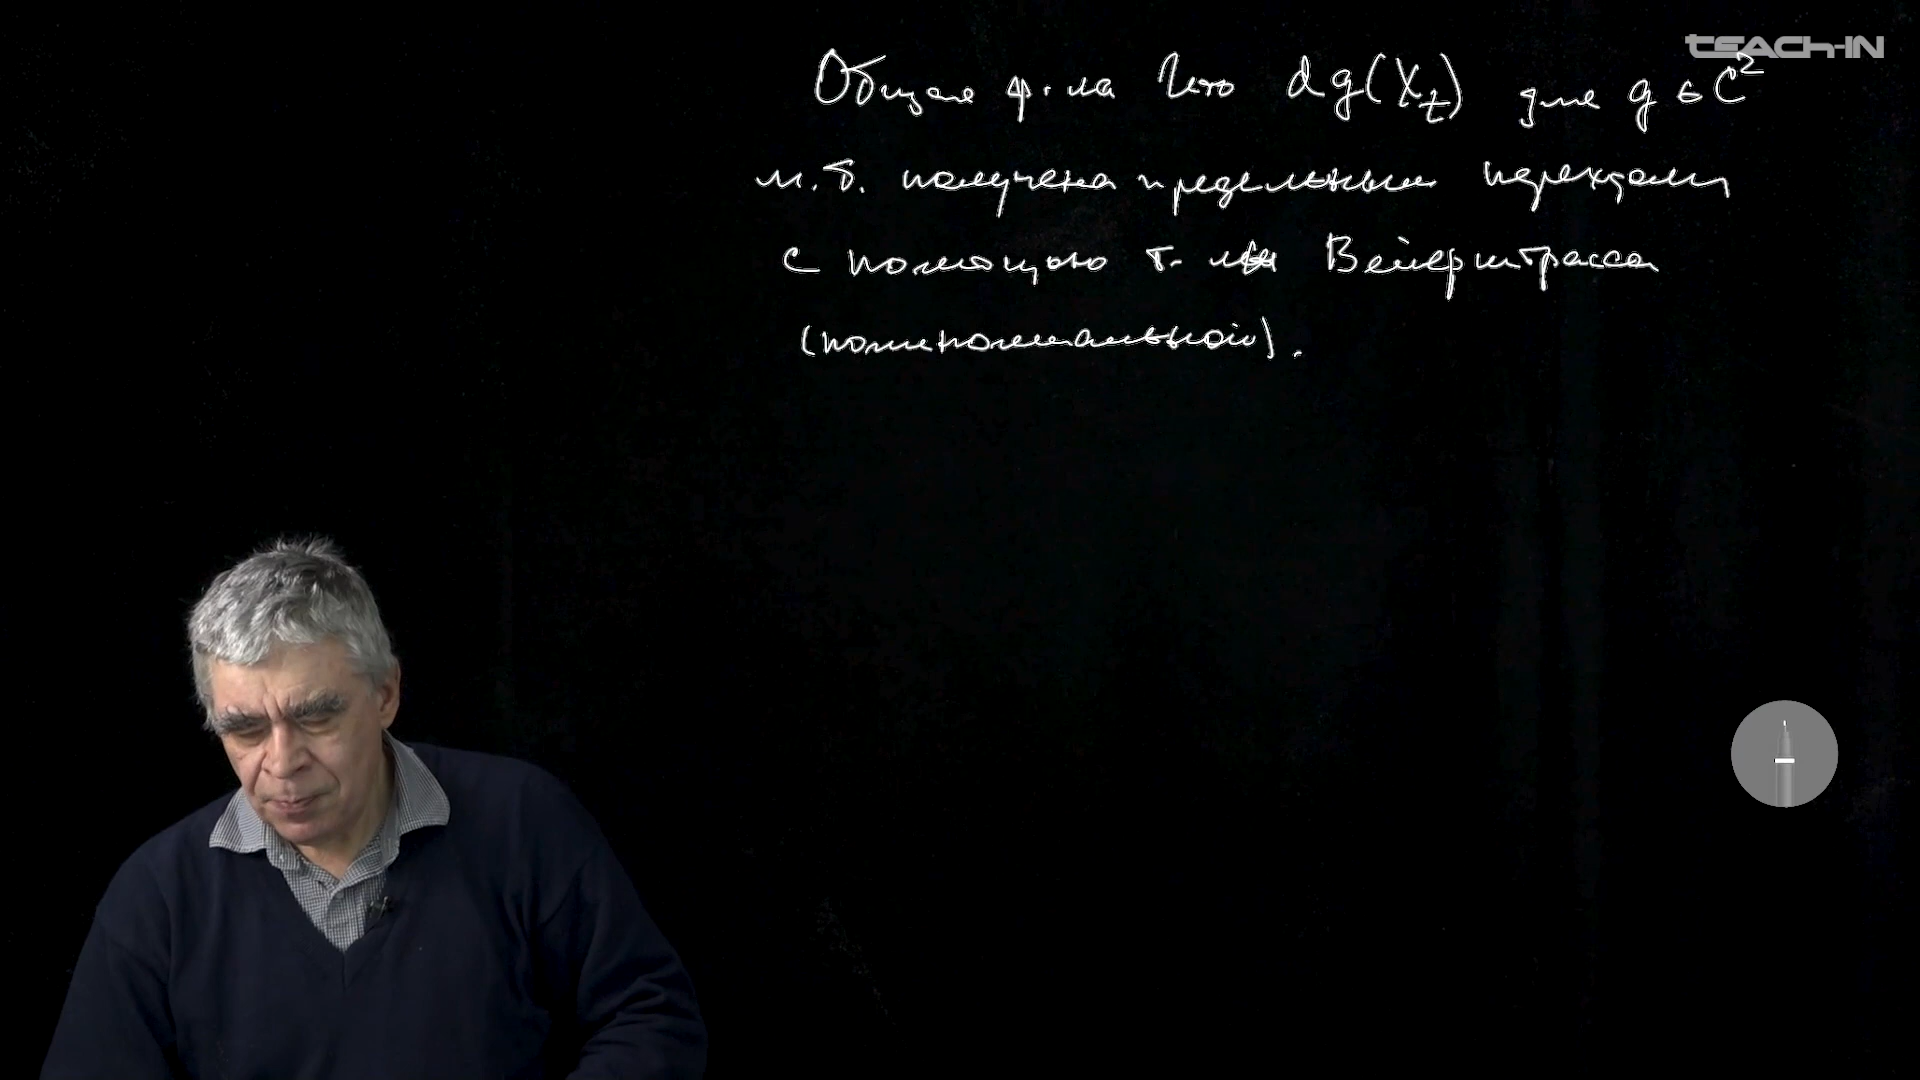 TEACH-IN
Общая ф-ла Ито dg(X_t) для g ∈ C²
м.б. получена предельным переходом
с помощью т-мы Вейерштрасса
(полиномиальной).